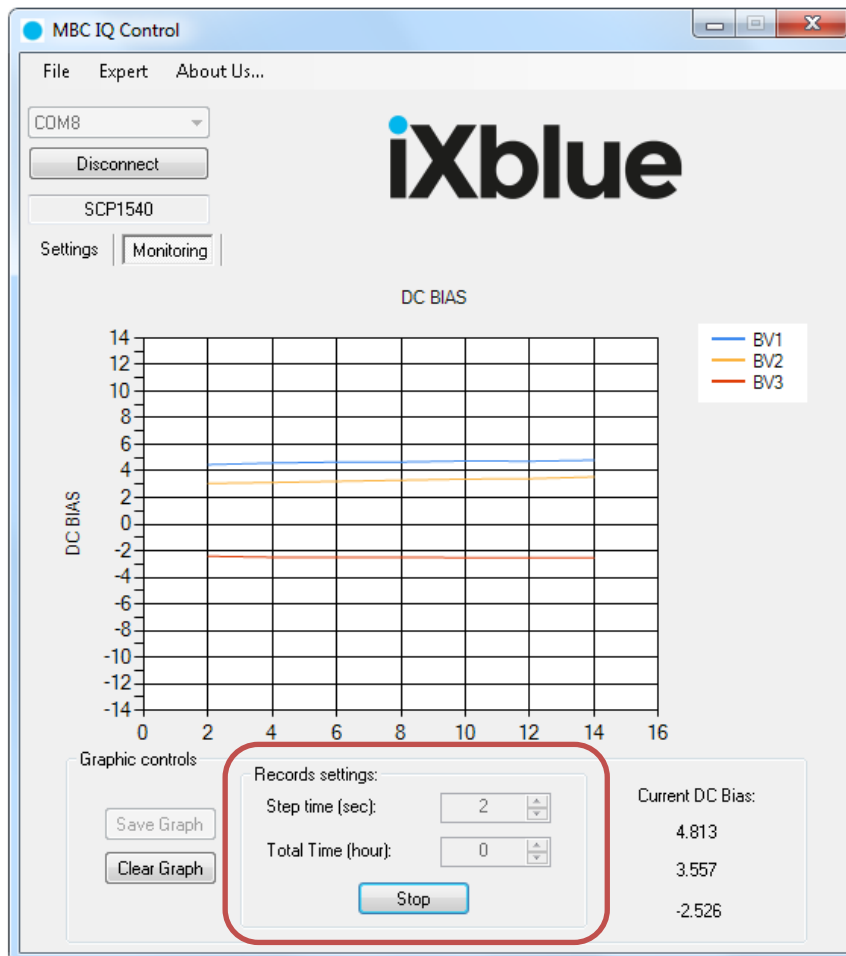 MBC IQ Control
File Expert About Us...
COM8
Disconnect
iXblue
SCP1540
Settings Monitoring
DC BIAS
14
12
10
8
6
4
2
0
-2
-4
-6
-8
-10
-12
-14
DC BIAS
0 2 4 6 8 10 12 14 16
BV1
BV2
BV3
Graphic controls
Save Graph
Clear Graph
Records settings:
Step time (sec): 2
Total Time (hour): 0
Stop
Current DC Bias:
4.813
3.557
-2.526